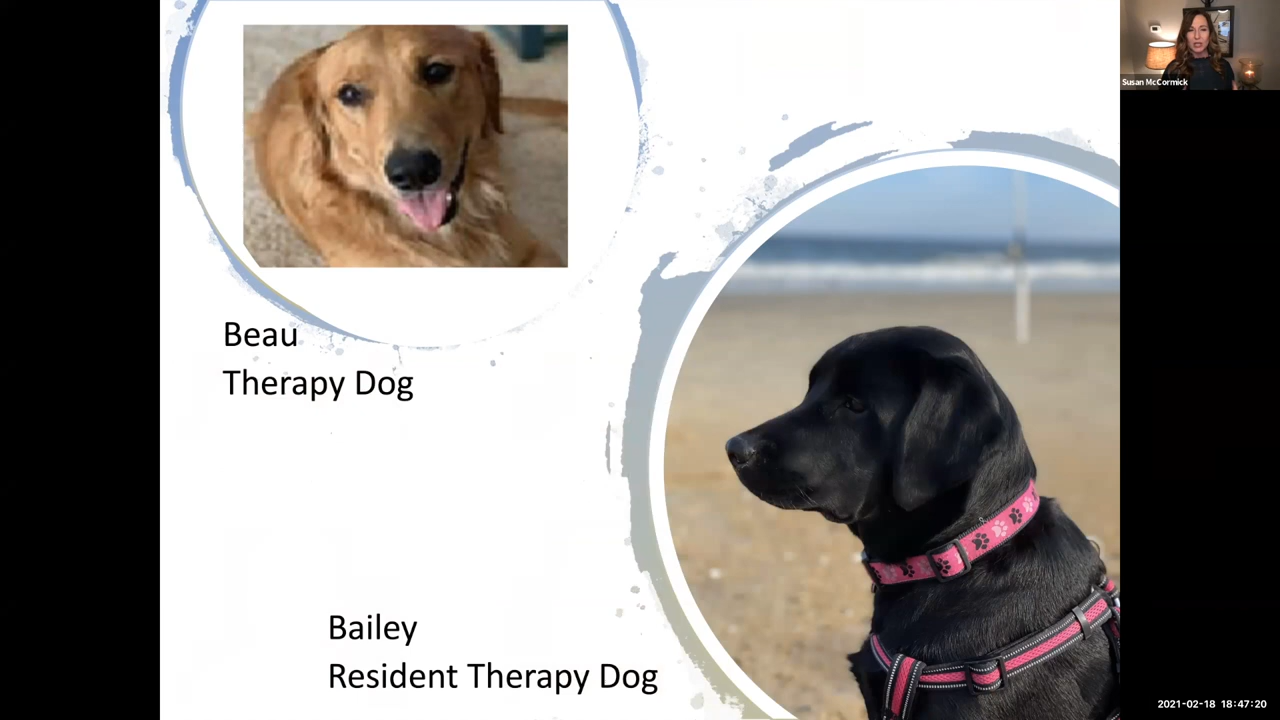 Susan McCormick
Beau
Therapy Dog
Bailey
Resident Therapy Dog
2021-02-18 18:47:20